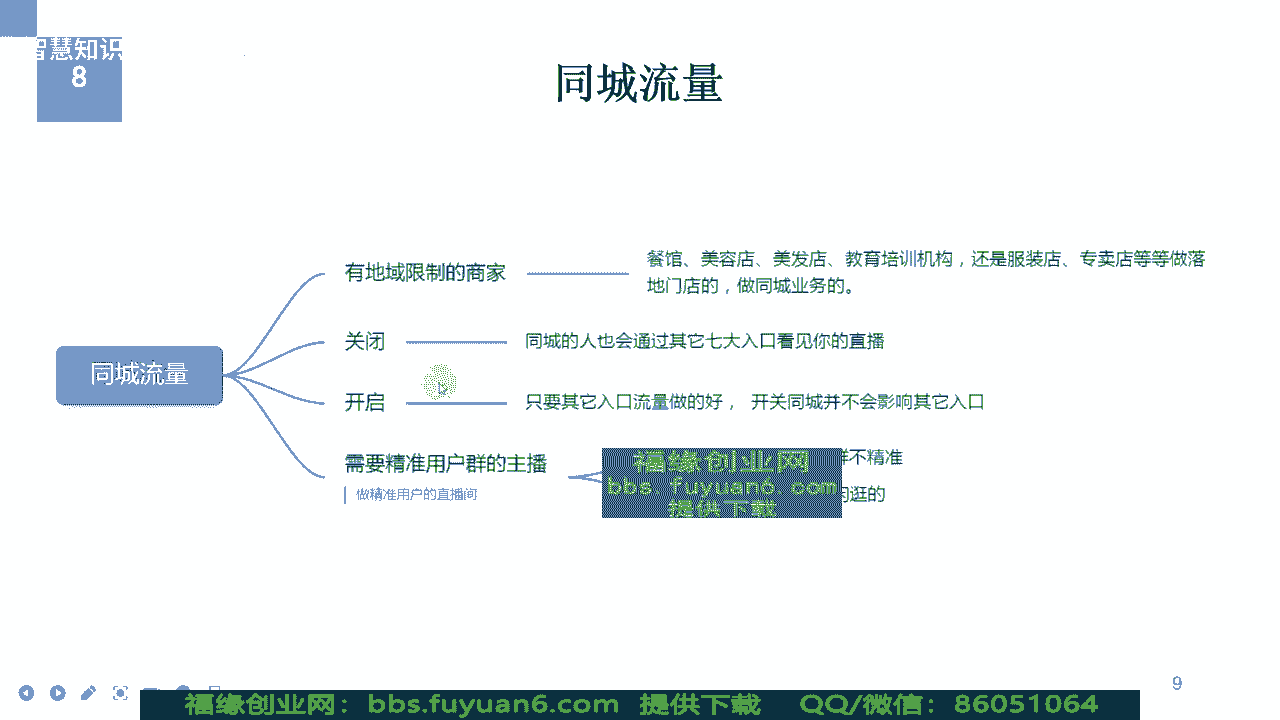 智慧知识
8
同城流量
有地域限制的商家
餐馆、美容店、美发店、教育培训机构，还是服装店、专卖店等等做落
地门店的，做同城业务的。
同城流量
关闭
同城的人也会通过其它七大入口看见你的直播
开启
只要其它入口流量做的好， 开关同城并不会影响其它入口
需要精准用户群的主播
做精准用户的直播间
不精准
逛的
福缘创业网
bbs.fuyuan6.com
提供下载
9
福缘创业网：bbs.fuyuan6.com 提供下载 QQ/微信：86051064